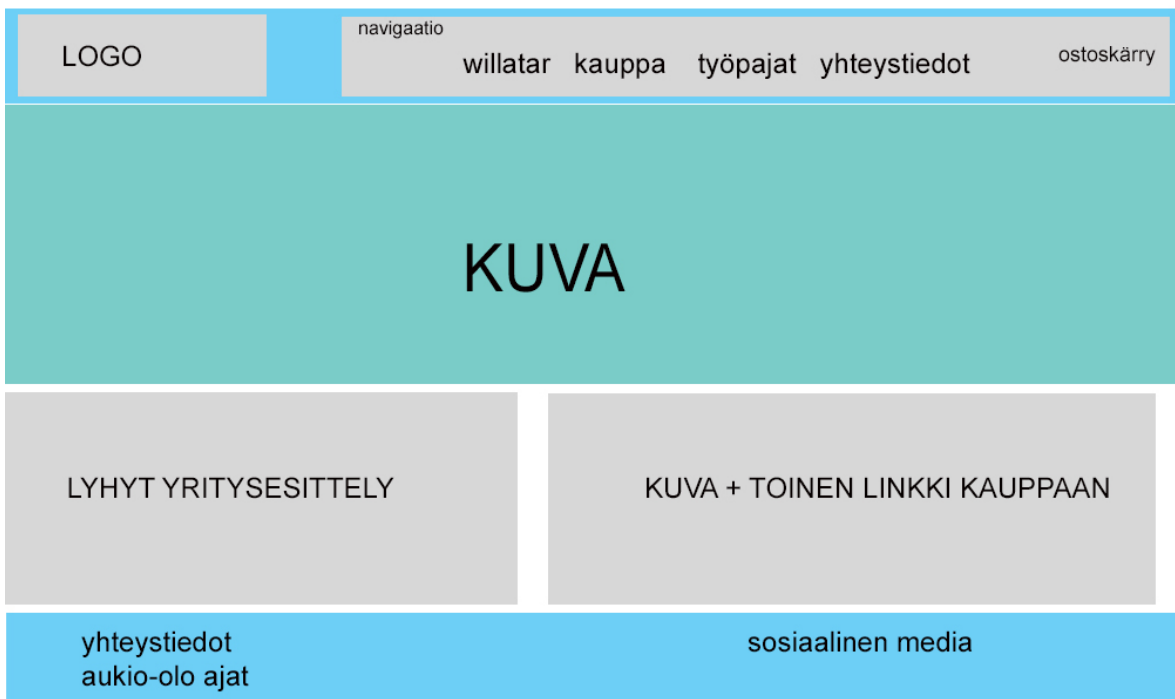 LOGO
navigaatio
willatar kauppa työpajat yhteystiedot
ostoskärry
KUVA
LYHYT YRITYSESITTELY
KUVA + TOINEN LINKKI KAUPPAAN
yhteystiedot
aukio-olo ajat
sosiaalinen media